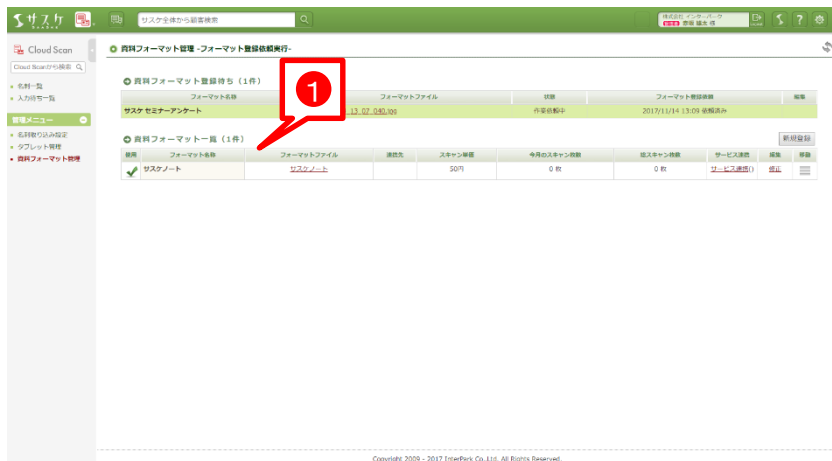 サスケ
サスケ全体から顧客検索
株式会社 インターパーク
管理者
Cloud Scan
Cloud Scanから検索
名刺一覧
入力待ち一覧
管理メニュー
名刺取り込み設定
タブレット管理
資料フォーマット管理
資料フォーマット管理 -フォーマット登録依頼実行-
資料フォーマット登録待ち（1件）
フォーマット名称 フォーマットファイル 状態 フォーマット登録依頼 編集
サスケ セミナーアンケート 13_07_040.jpg 作業依頼中 2017/11/14 13:09 依頼済み
1
資料フォーマット一覧（1件）
新規登録
使用 フォーマット名称 フォーマットファイル 連携先 スキャン単価 今月のスキャン枚数 総スキャン枚数 サービス連携 編集 移動
サスケノート サスケノート 50円 0 枚 0 枚 サービス連携() 修正
Copyright 2009 - 2017 InterPark Co.,Ltd. All Rights Reserved.